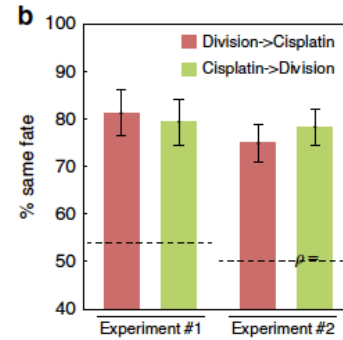 b
100
Division->Cisplatin
Cisplatin->Division
90
80
70
60
50
40
% same fate
ρ =
Experiment #1 Experiment #2